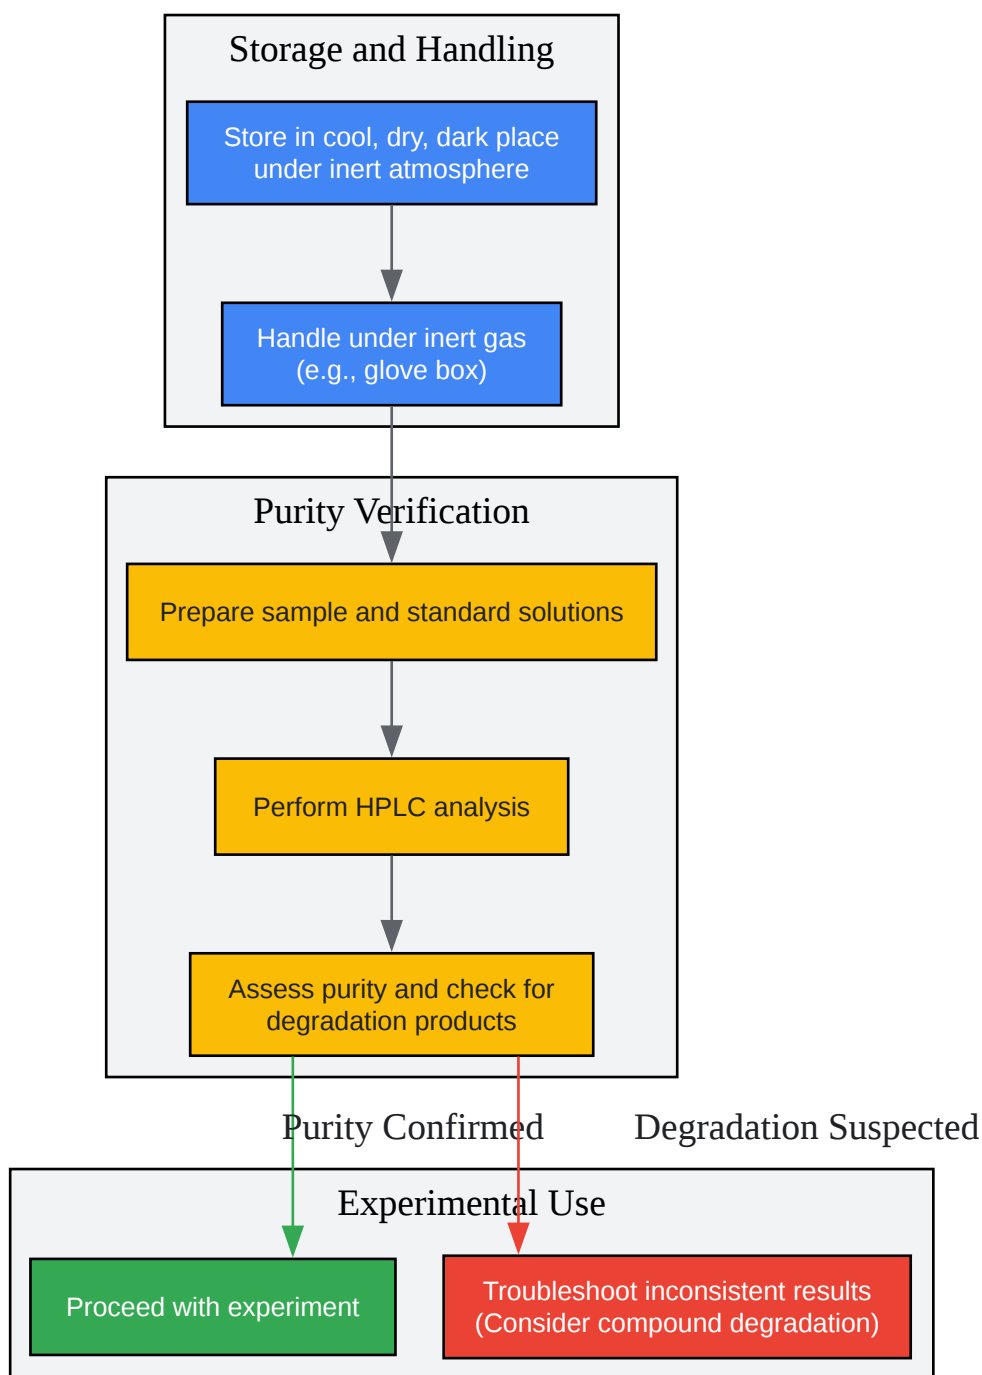 Storage and Handling
Store in cool, dry, dark place
under inert atmosphere
Handle under inert gas
(e.g., glove box)
Purity Verification
Prepare sample and standard solutions
Perform HPLC analysis
Assess purity and check for
degradation products
Purity Confirmed
Degradation Suspected
Experimental Use
Proceed with experiment
Troubleshoot inconsistent results
(Consider compound degradation)